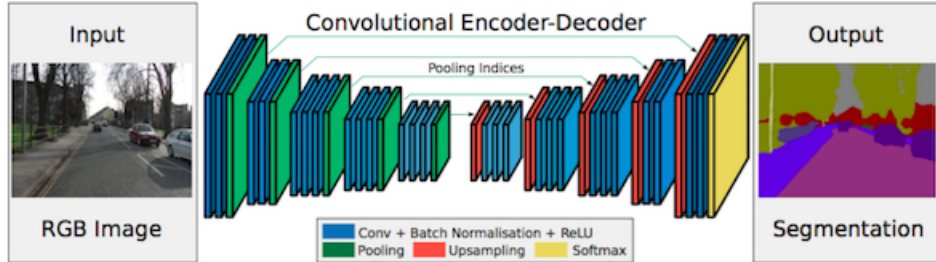 Input
Convolutional Encoder-Decoder
Output
Pooling Indices
RGB Image
Conv + Batch Normalisation + ReLU
Pooling Upsampling Softmax
Segmentation